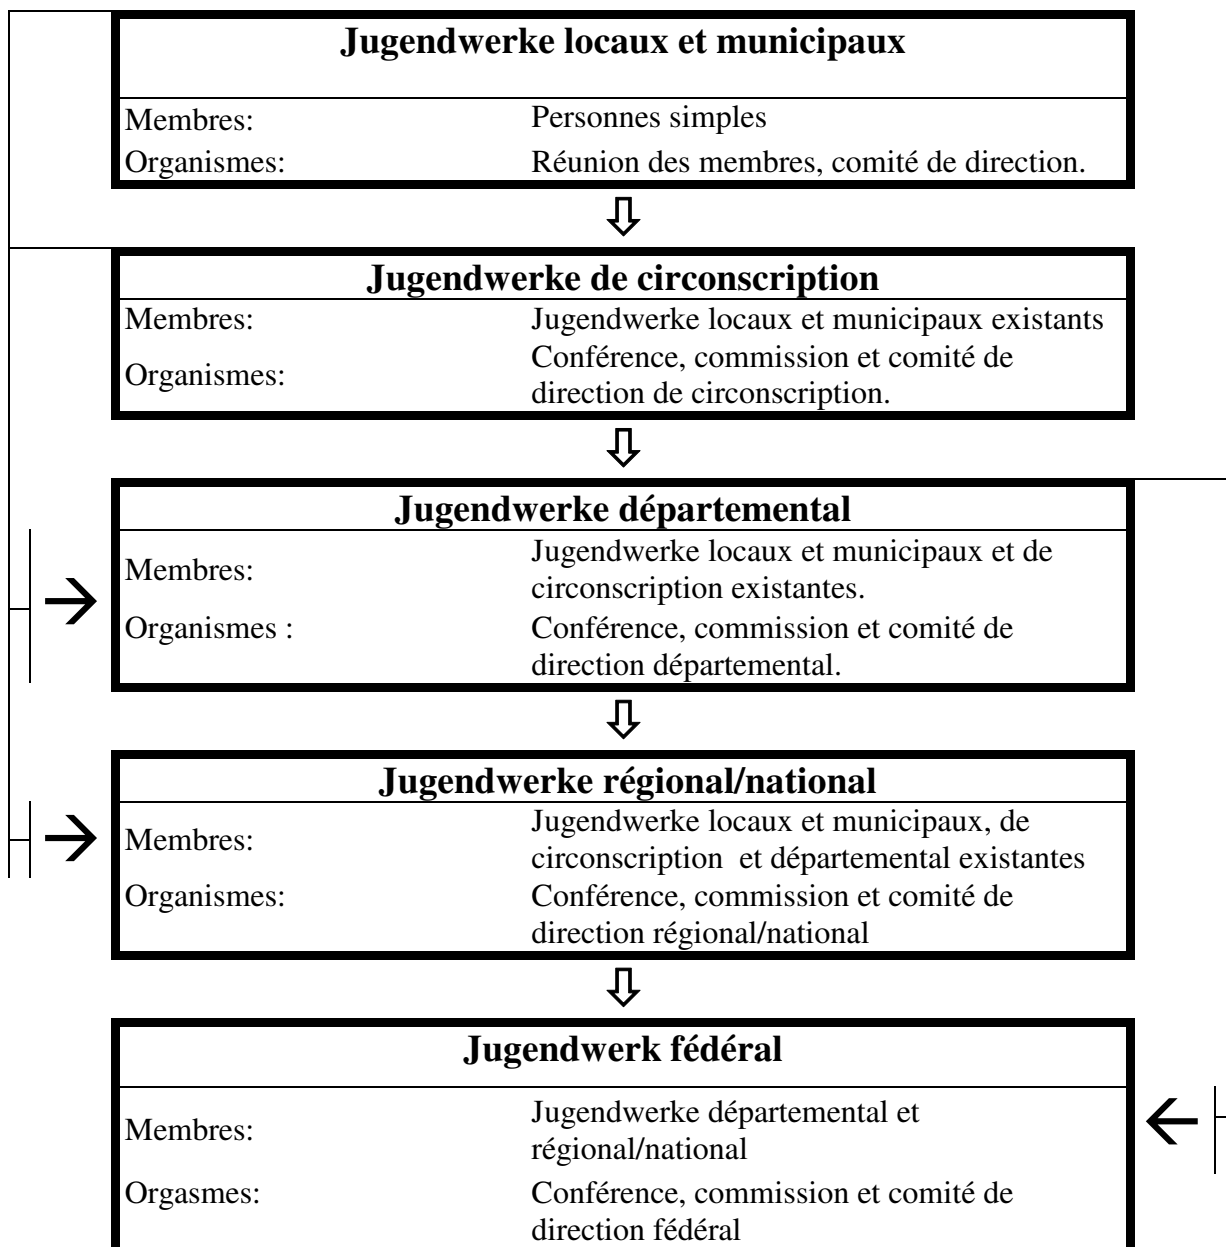 Jugendwerke locaux et municipaux
Membres: Personnes simples
Organismes: Réunion des membres, comité de direction.
Jugendwerke de circonscription
Membres: Jugendwerke locaux et municipaux existants
Organismes: Conférence, commission et comité de
direction de circonscription.
Jugendwerke départemental
Membres: Jugendwerke locaux et municipaux et de
circonscription existantes.
Organismes : Conférence, commission et comité de
direction départemental.
Jugendwerke régional/national
Membres: Jugendwerke locaux et municipaux, de
circonscription et départemental existantes
Organismes: Conférence, commission et comité de
direction régional/national
Jugendwerk fédéral
Membres: Jugendwerke départemental et
régional/national
Orgasmes: Conférence, commission et comité de
direction fédéral